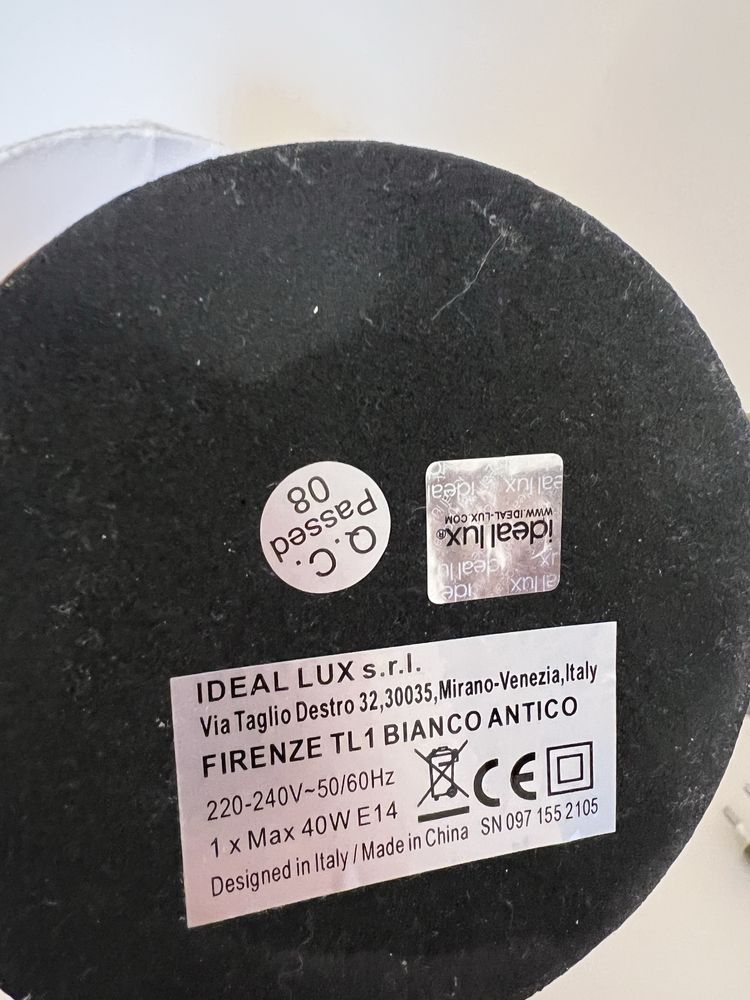 Q.C.
Passed
08
ideal lux®
WWW.IDEAL-LUX.COM
IDEAL LUX s.r.l.
Via Taglio Destro 32,30035,Mirano-Venezia,Italy
FIRENZE TL1 BIANCO ANTICO
220-240V~50/60Hz
1 x Max 40W E14
CE
Designed in Italy / Made in China SN 097 155 2105